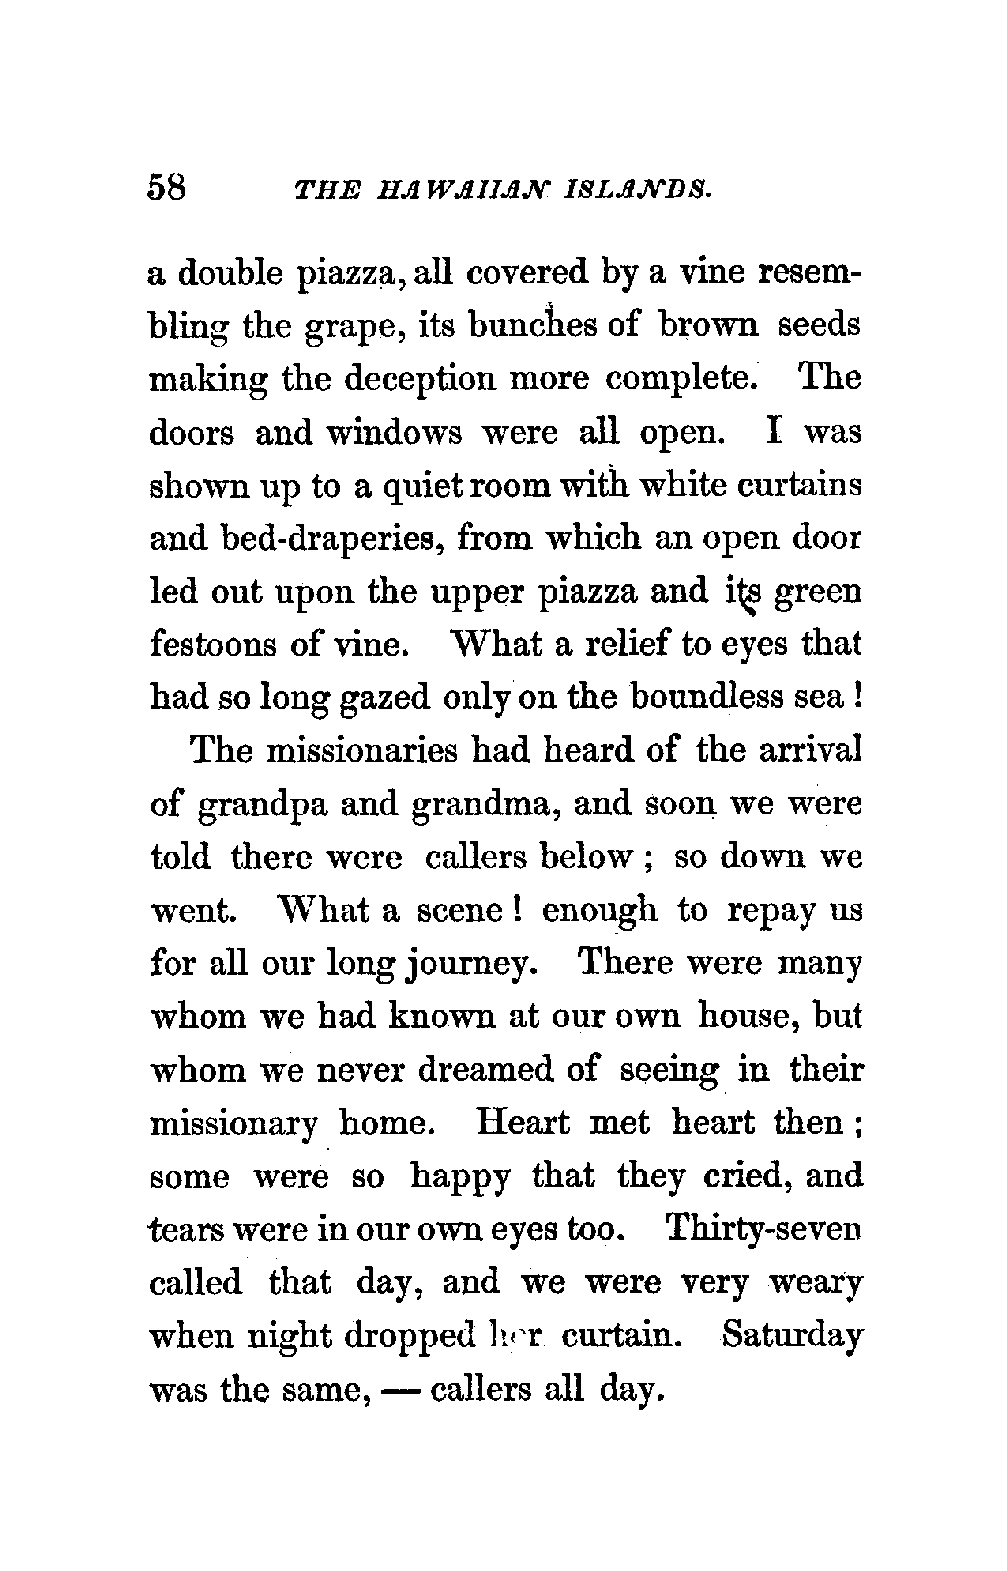 58 THE HAWAIIAN ISLANDS.
a double piazza, all covered by a vine resem-
bling the grape, its bunches of brown seeds
making the deception more complete. The
doors and windows were all open. I was
shown up to a quiet room with white curtains
and bed-draperies, from which an open door
led out upon the upper piazza and its green
festoons of vine. What a relief to eyes that
had so long gazed only on the boundless sea !
The missionaries had heard of the arrival
of grandpa and grandma, and soon we were
told there were callers below ; so down we
went. What a scene ! enough to repay us
for all our long journey. There were many
whom we had known at our own house, but
whom we never dreamed of seeing in their
missionary home. Heart met heart then ;
some were so happy that they cried, and
tears were in our own eyes too. Thirty-seven
called that day, and we were very weary
when night dropped her curtain. Saturday
was the same, — callers all day.